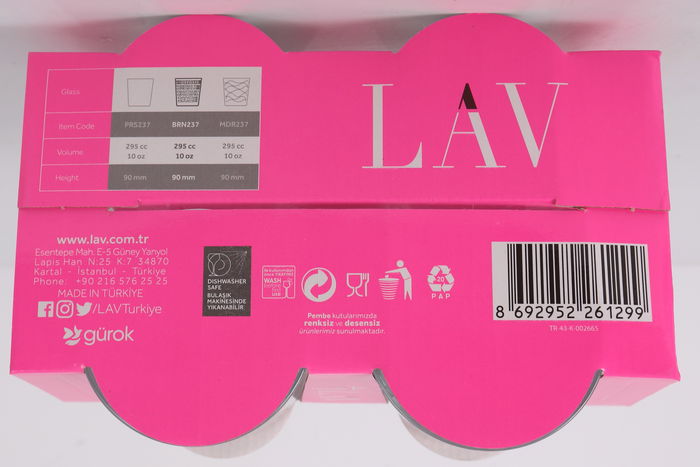 LAV
Glass
Item Code PRS237 BRN237 MDR237
Volume 295 cc 10 oz 295 cc 10 oz 295 cc 10 oz
Height 90 mm 90 mm 90 mm
www.lav.com.tr
Esentepe Mah. E-5 Güney Yanyol
Lapis Han N:25 K:7 34870
Kartal - İstanbul - Türkiye
Phone: +90 216 576 25 25
MADE IN TÜRKİYE
/LAVTurkiye
gürok
DISHWASHER
SAFE
BULAŞIK
MAKİNESİNDE
YIKANABİLİR
WASH
Pembe kutularımızda
renksiz ve desensiz
ürünlerimiz sunulmaktadır.
20
PAP
8 692952 261299
TR-43-K-002665